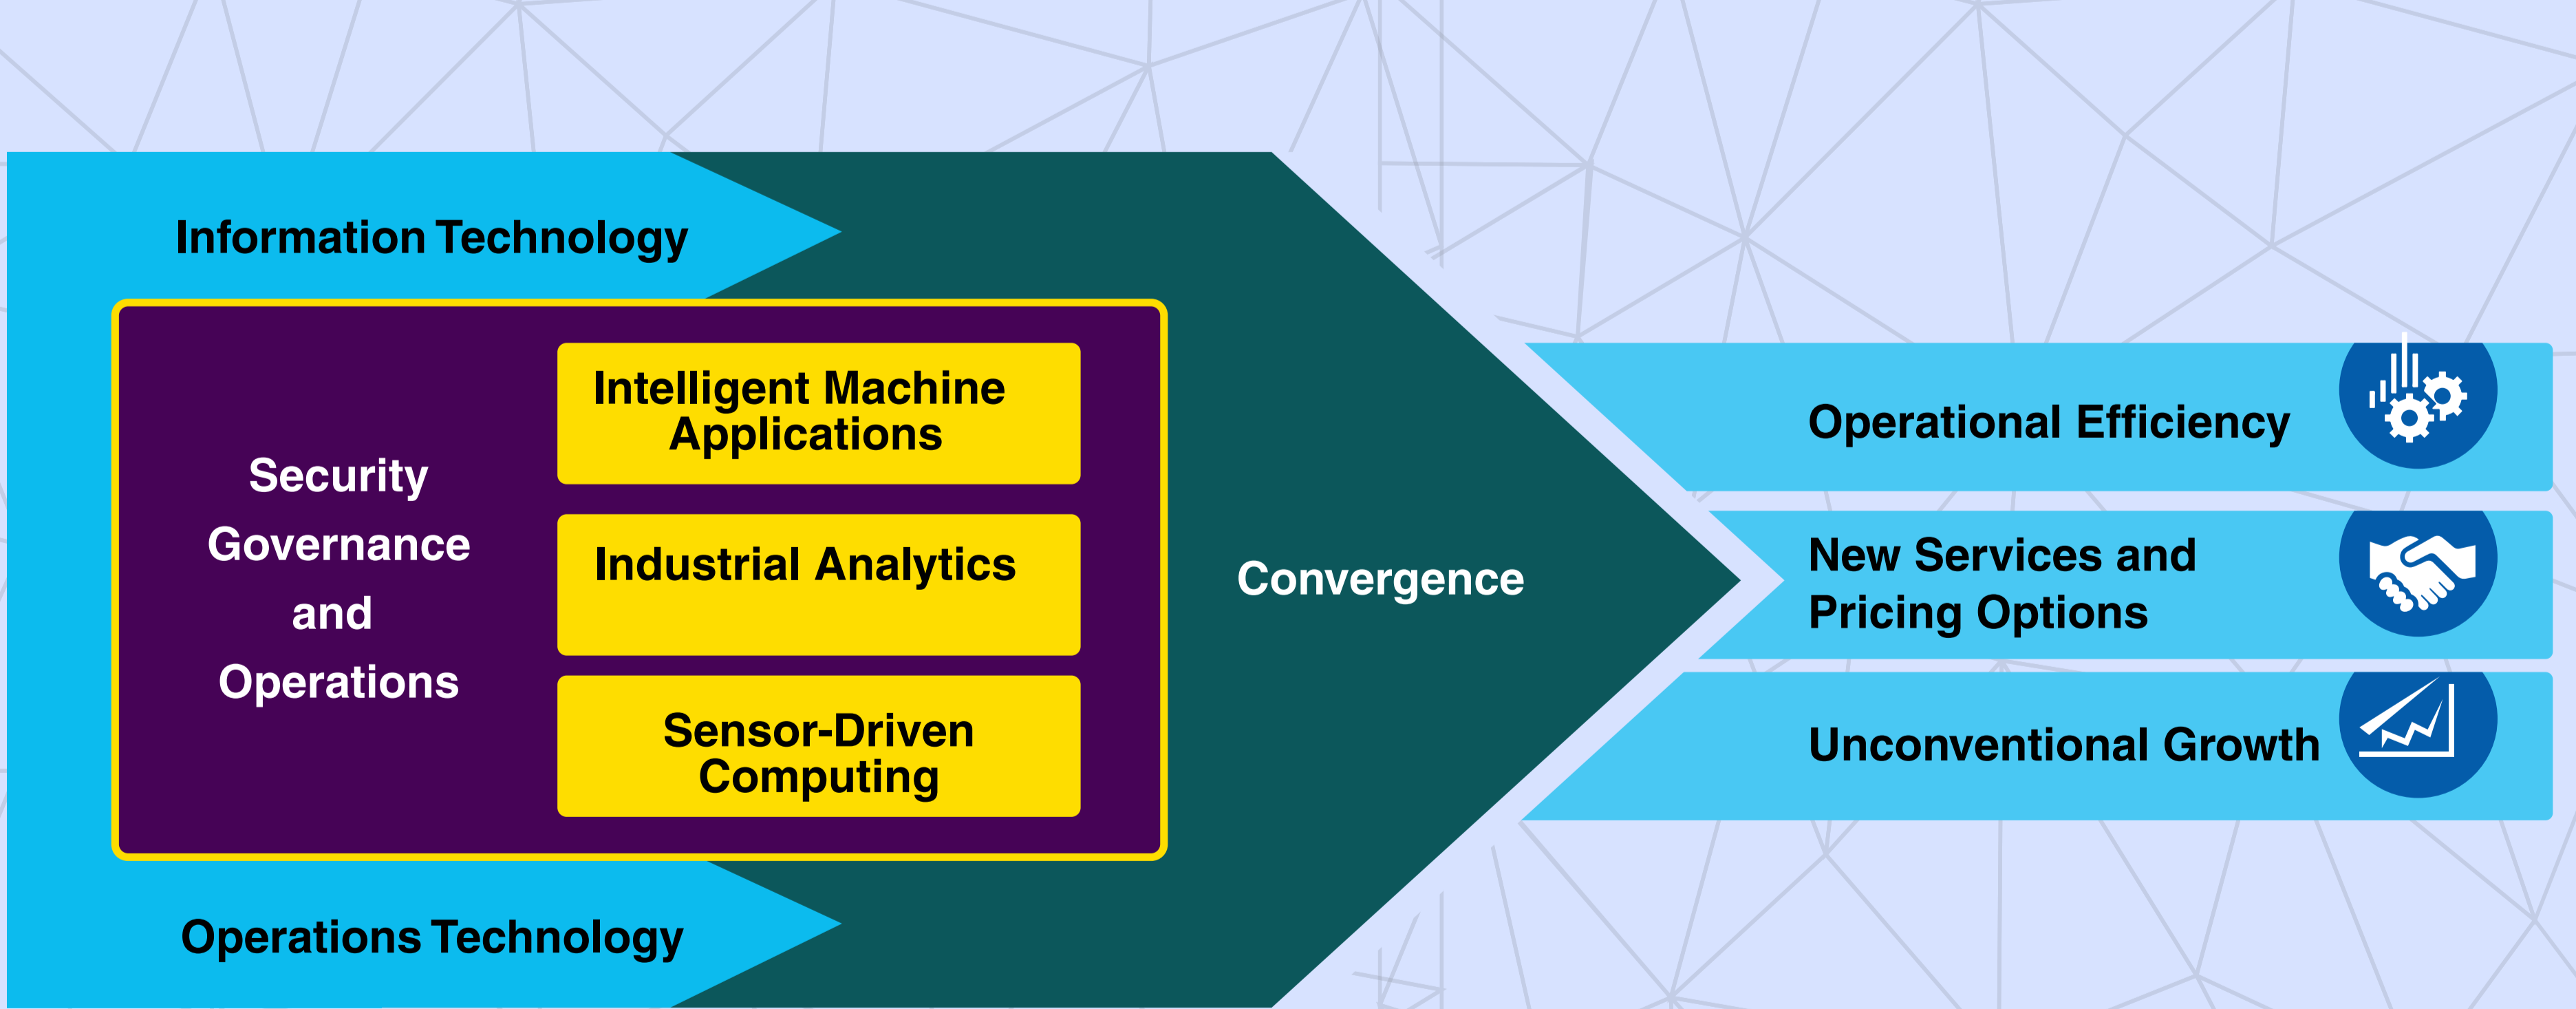 Information Technology
Security
Governance
and
Operations
Intelligent Machine
Applications
Industrial Analytics
Sensor-Driven
Computing
Operations Technology
Convergence
Operational Efficiency
New Services and
Pricing Options
Unconventional Growth